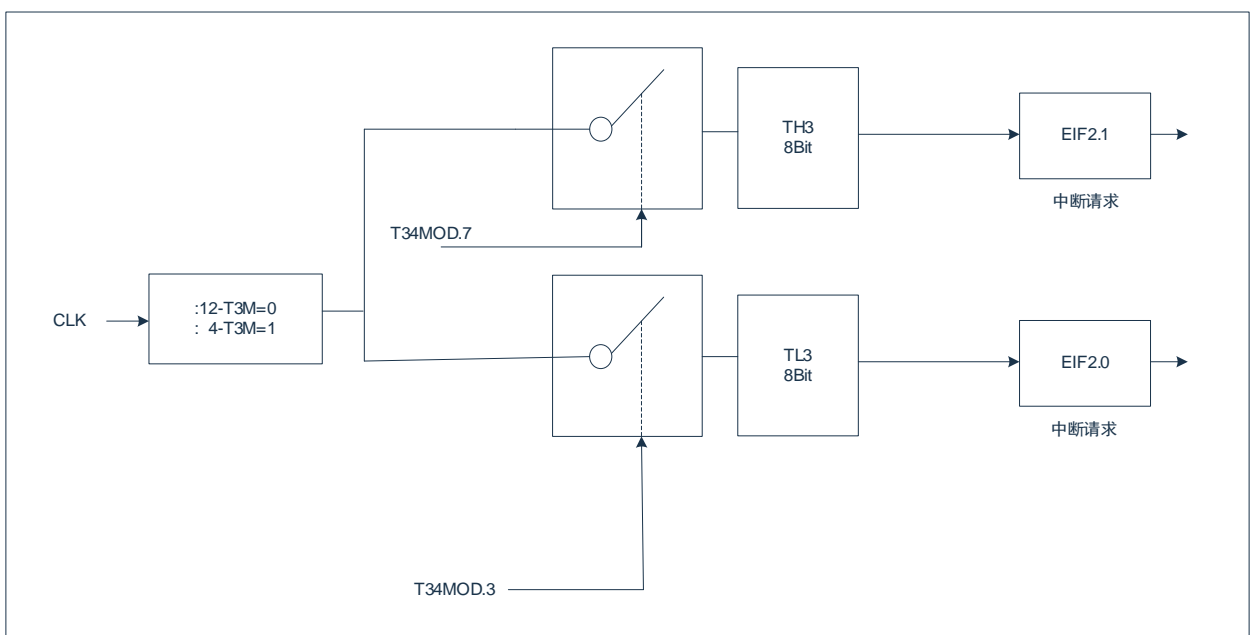 TH3
8Bit
EIF2.1
中断请求
T34MOD.7
CLK
:12-T3M=0
: 4-T3M=1
TL3
8Bit
EIF2.0
中断请求
T34MOD.3